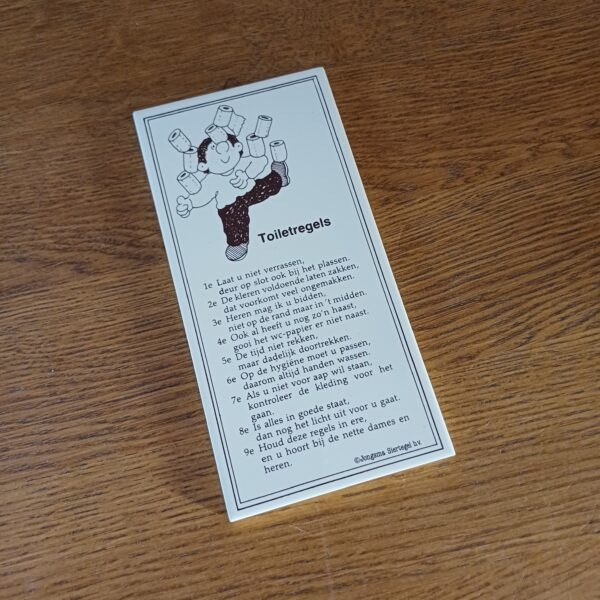 Toiletregels
1e Laat u niet verrassen,
deur op slot ook bij het plassen.
2e De kleren voldoende laten zakken,
dat voorkomt veel ongemakken.
3e Heren mag ik u bidden,
niet op de rand maar in 't midden.
4e Ook al heeft u nog zo'n haast,
gooi het wc-papier er niet naast.
5e De tijd niet rekken,
maar dadelijk doortrekken.
6e Op de hygiëne moet u passen,
daarom altijd handen wassen.
7e Als u niet voor aap wil staan,
kontroleer de kleding voor het
gaan.
8e Is alles in goede staat,
dan nog het licht uit voor u gaat.
9e Houd deze regels in ere,
en u hoort bij de nette dames en
heren.
©Jongsma Siertegel b.v.